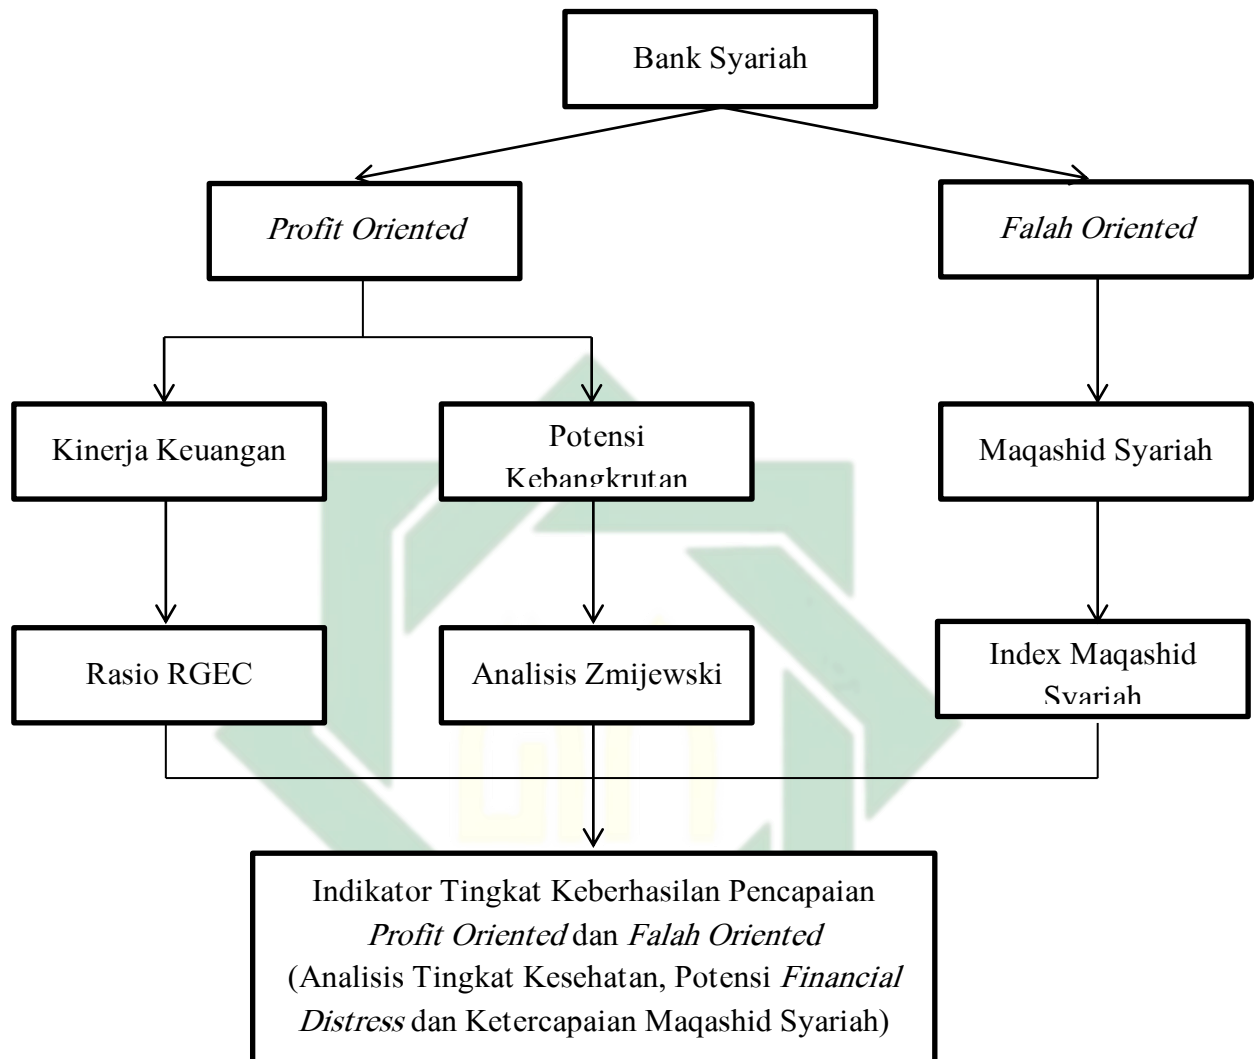 Bank Syariah
Profit Oriented
Falah Oriented
Kinerja Keuangan
Potensi
Kebangkrutan
Maqashid Syariah
Rasio RGEC
Analisis Zmijewski
Index Maqashid
Syariah
Indikator Tingkat Keberhasilan Pencapaian
Profit Oriented dan Falah Oriented
(Analisis Tingkat Kesehatan, Potensi Financial
Distress dan Ketercapaian Maqashid Syariah)